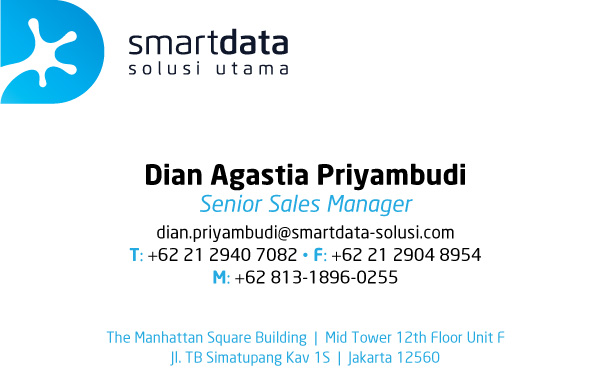 smartdata
solusi utama
Dian Agastia Priyambudi
Senior Sales Manager
dian.priyambudi@smartdata-solusi.com
T: +62 21 2940 7082 • F: +62 21 2904 8954
M: +62 813-1896-0255
The Manhattan Square Building | Mid Tower 12th Floor Unit F
Jl. TB Simatupang Kav 1S | Jakarta 12560